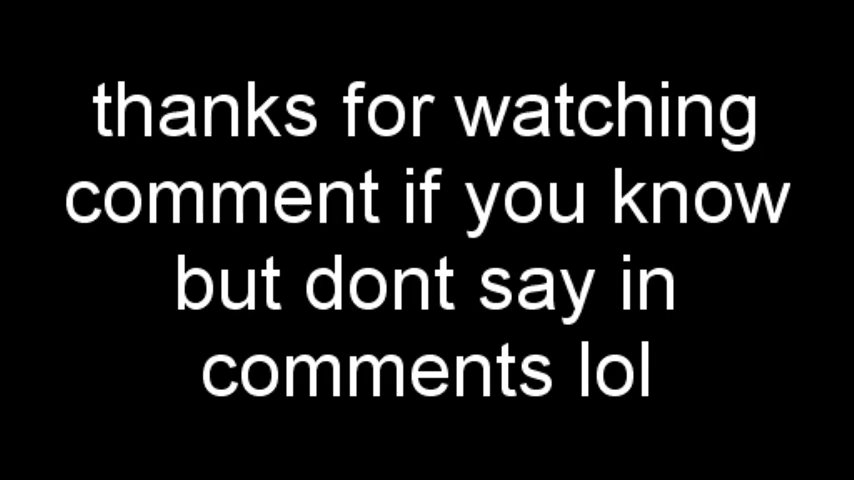 thanks for watching
comment if you know
but dont say in
comments lol